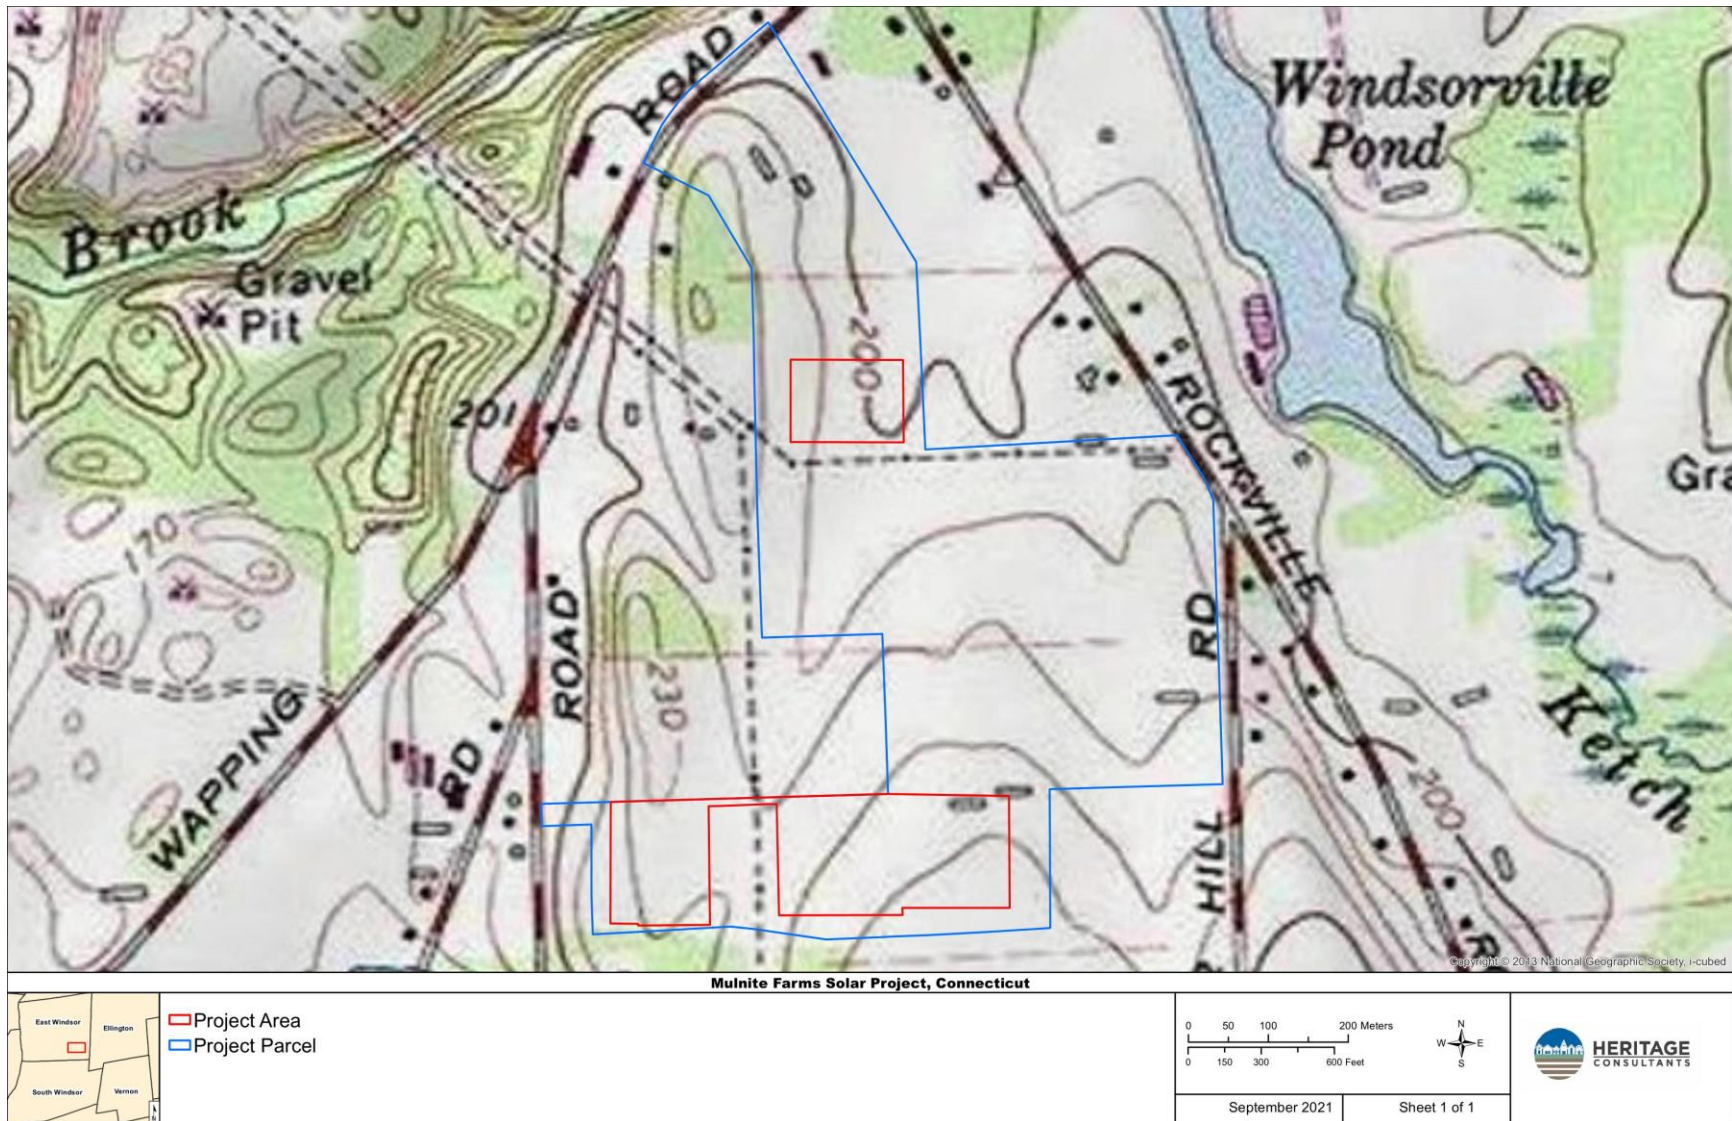 ROAD
Windsorville
Pond
Brook
Gravel
Pit
200
201
ROCKVILLE
Gra
170
ROAD
RD
230
RD
WAPPING
Ketch
200
HILL
R
Copyright:© 2013 National Geographic Society, i-cubed
Mulnite Farms Solar Project, Connecticut
East Windsor
Ellington
South Windsor
Vernon
Project Area
Project Parcel
0 50 100 200 Meters
0 150 300 600 Feet
N
W E
S
September 2021
Sheet 1 of 1
HERITAGE
CONSULTANTS